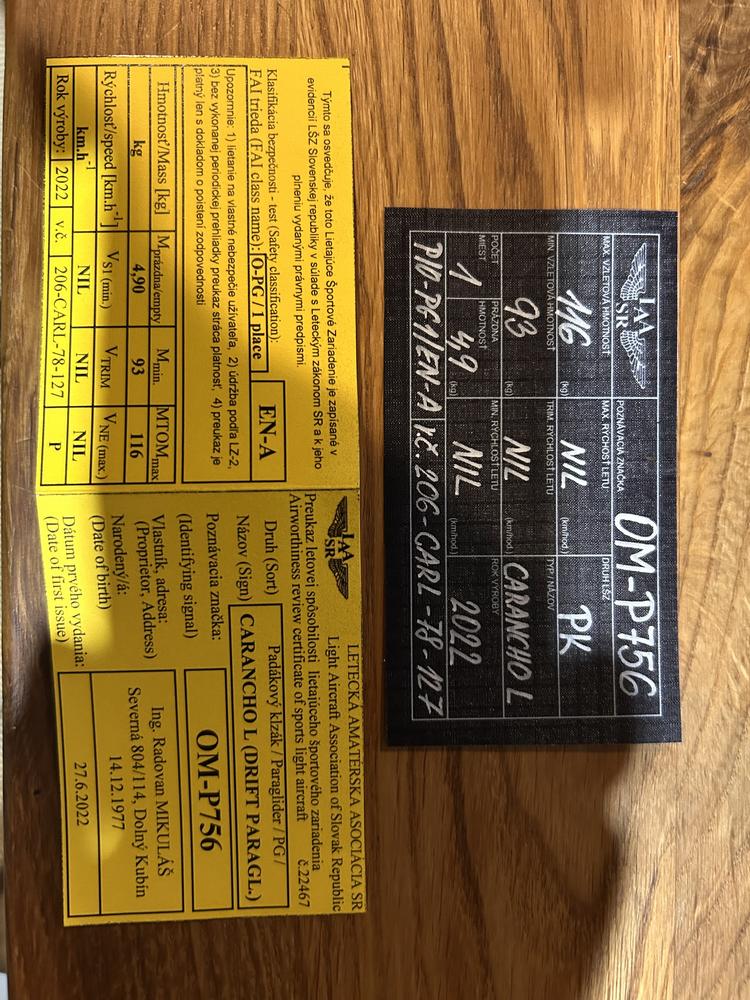 LAA
SR
POZNÁVACIA ZNAČKA
OM-P756
MAX. VZLETOVÁ HMOTNOSŤ
116
(kg)
MAX. RÝCHOSŤ LETU
NIL
(km/hod.)
DRUH LŠZ
PK
MIN. VZLETOVÁ HMOTNOSŤ
93
(kg)
TRIM. RÝCHLOSŤ LETU
NIL
(km/hod.)
TYP / NÁZOV
CARANCHO L
POČET MIEST
1
PRÁZDNA HMOTNOSŤ
4,9
(kg)
MIN. RÝCHLOSŤ LETU
NIL
(km/hod.)
ROK VÝROBY
2022
P/O-PG1/EN-A v.č. 206-CARL-78-127
Týmto sa osvedčuje, že toto Lietajúce Športové Zariadenie je zapísané v
evidencii LŠZ Slovenskej republiky v súlade s Leteckým zákonom SR a k jeho
plneniu vydanými právnymi predpismi.
Klasifikácia bezpečnosti - test (Safety classification): EN-A
FAI trieda (FAI class name): O-PG / 1 place
Upozornnie: 1) lietanie na vlastné nebezpečie užívateľa, 2) údržba podľa LZ-2,
3) bez vykonanej periodickej prehliadky preukaz stráca platnosť, 4) preukaz je
platný len s dokladom o poistení zodpovednosti
Hmotnosť/Mass [kg] M prázdna/empty M min. MTOM max
kg 4,90 93 116
Rýchlosť/speed [km.h-1] V S1 (min.) V TRIM V NE (max.)
km.h-1 NIL NIL NIL
Rok výroby: 2022 v.č. 206-CARL-78-127 P
LAA
SR
LETECKÁ AMATÉRSKA ASOCIÁCIA SR
Light Aircraft Association of Slovak Republic
Preukaz letovej spôsobilosti lietajúceho športového zariadenia
Airworthiness review certificate of sports light aircraft č.22467
Druh (Sort) Padákový klzák / Paraglider / PG /
Názov (Sign) CARANCHO L (DRIFT PARAGL.)
Poznávacia značka:
(Identifying signal)
OM-P756
Vlastník, adresa:
(Proprietor, Address)
Ing. Radovan MIKULÁŠ
Severná 804/114, Dolný Kubín
Narodený/á:
(Date of birth)
14.12.1977
Dátum prvého vydania:
(Date of first issue)
27.6.2022